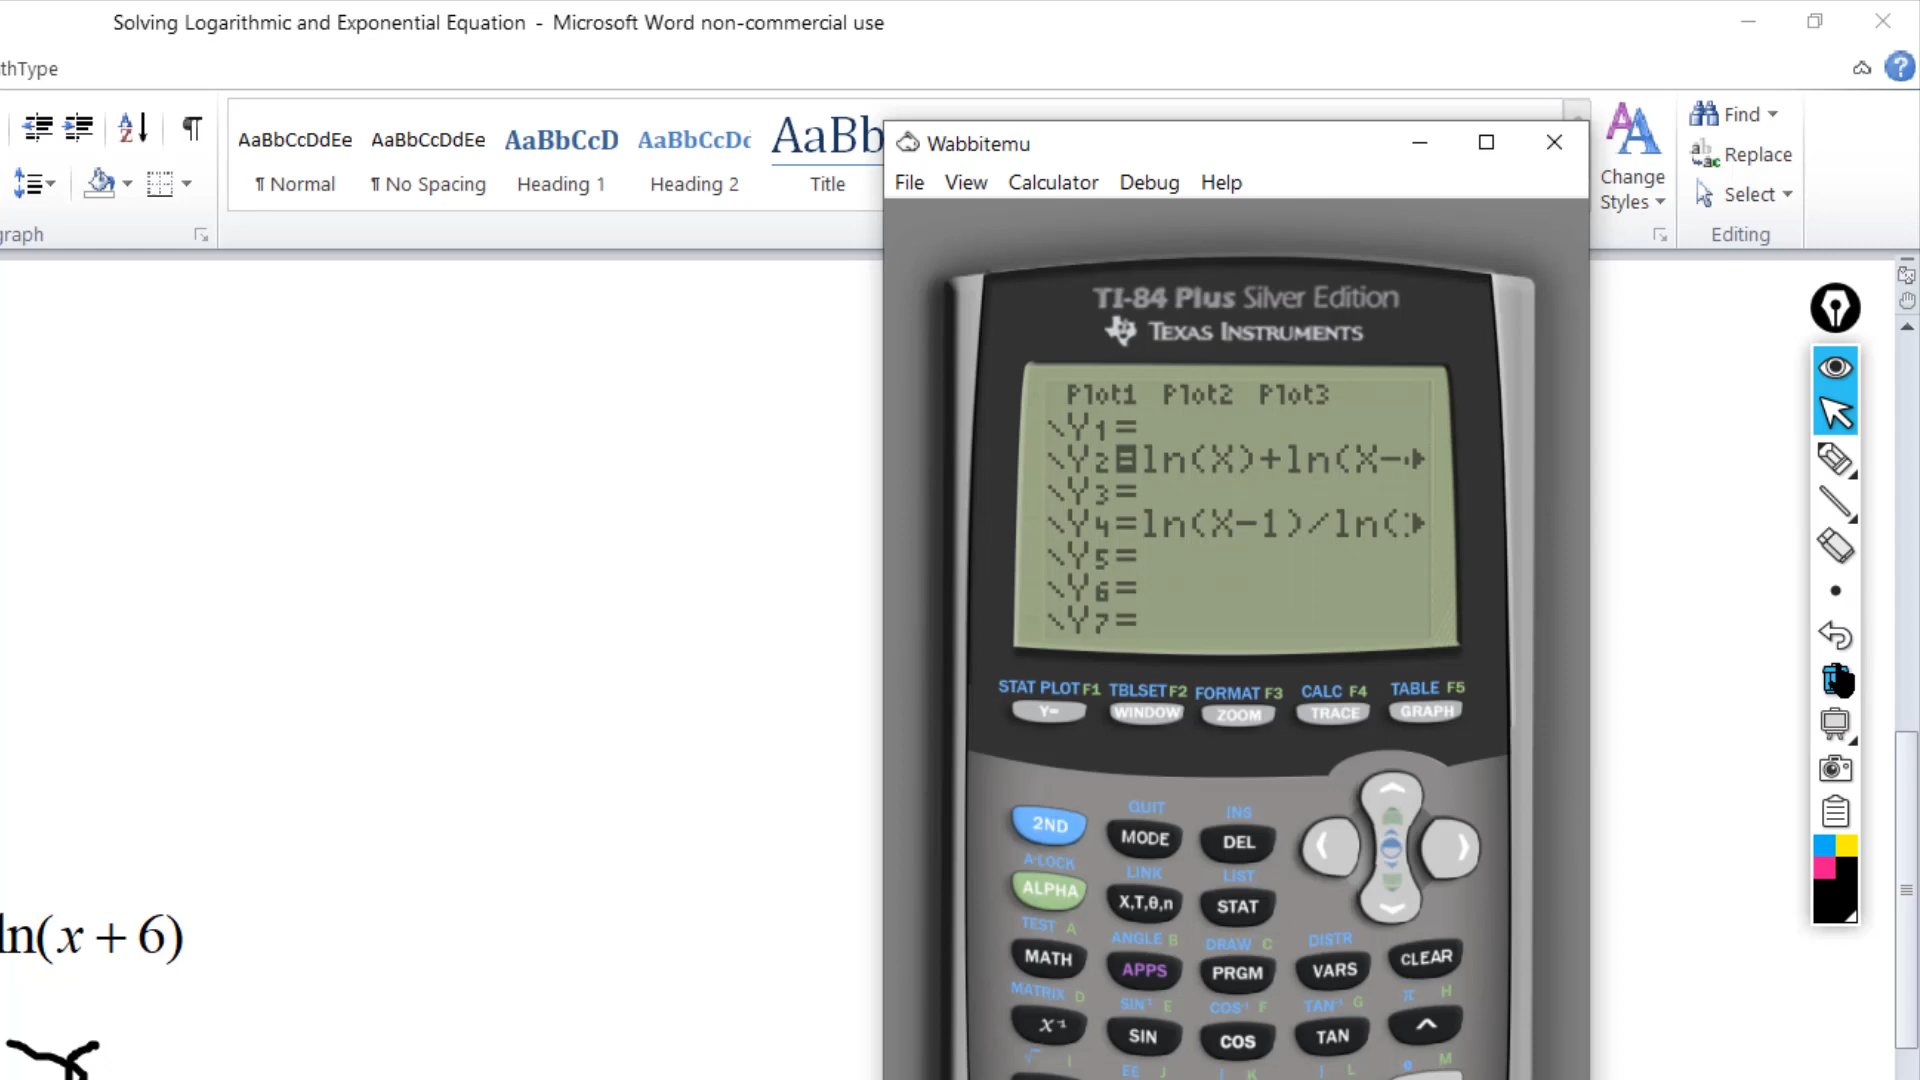 Solving Logarithmic and Exponential Equation - Microsoft Word non-commercial use
thType
AaBbCcDdEe AaBbCcDdEe AaBbCcD AaBbCcDc AaBb
¶ Normal ¶ No Spacing Heading 1 Heading 2 Title
graph
Change
Styles
Find
Replace
Select
Editing
Wabbitemu
File View Calculator Debug Help
TI-84 Plus Silver Edition
TEXAS INSTRUMENTS
Plot1 Plot2 Plot3
\Y1=
\Y2=ln(X)+ln(X-
\Y3=
\Y4=ln(X-1)/ln(
\Y5=
\Y6=
\Y7=
STAT PLOT F1 TBLSET F2 FORMAT F3 CALC F4 TABLE F5
Y= WINDOW ZOOM TRACE GRAPH
QUIT INS
2ND MODE DEL
A-LOCK LINK LIST
ALPHA X,T,θ,n STAT
TEST A ANGLE B DRAW C DISTR
MATH APPS PRGM VARS CLEAR
MATRIX D SIN-1 E COS-1 F TAN-1 G π H
x-1 SIN COS TAN ^
√ I EE J , K { L e M
ln(x + 6)